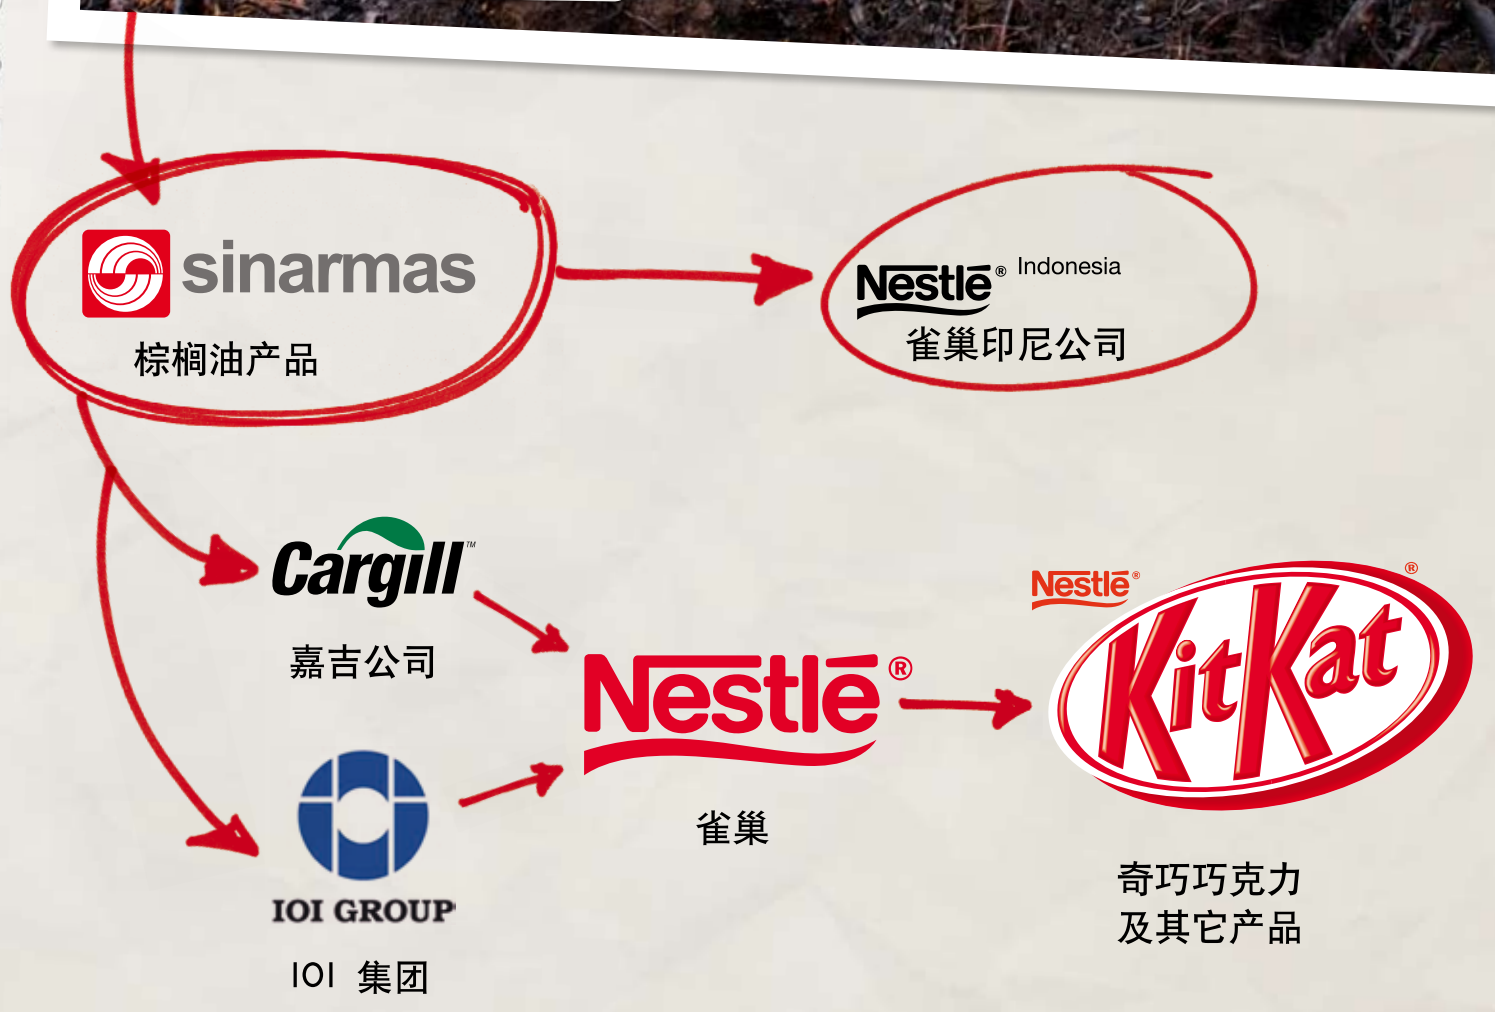 sinarmas
棕榈油产品
Nestlé® Indonesia
雀巢印尼公司
Cargill™
嘉吉公司
Nestlé®
KitKat®
Nestlé®
雀巢
IOI GROUP
IOI 集团
奇巧巧克力
及其它产品